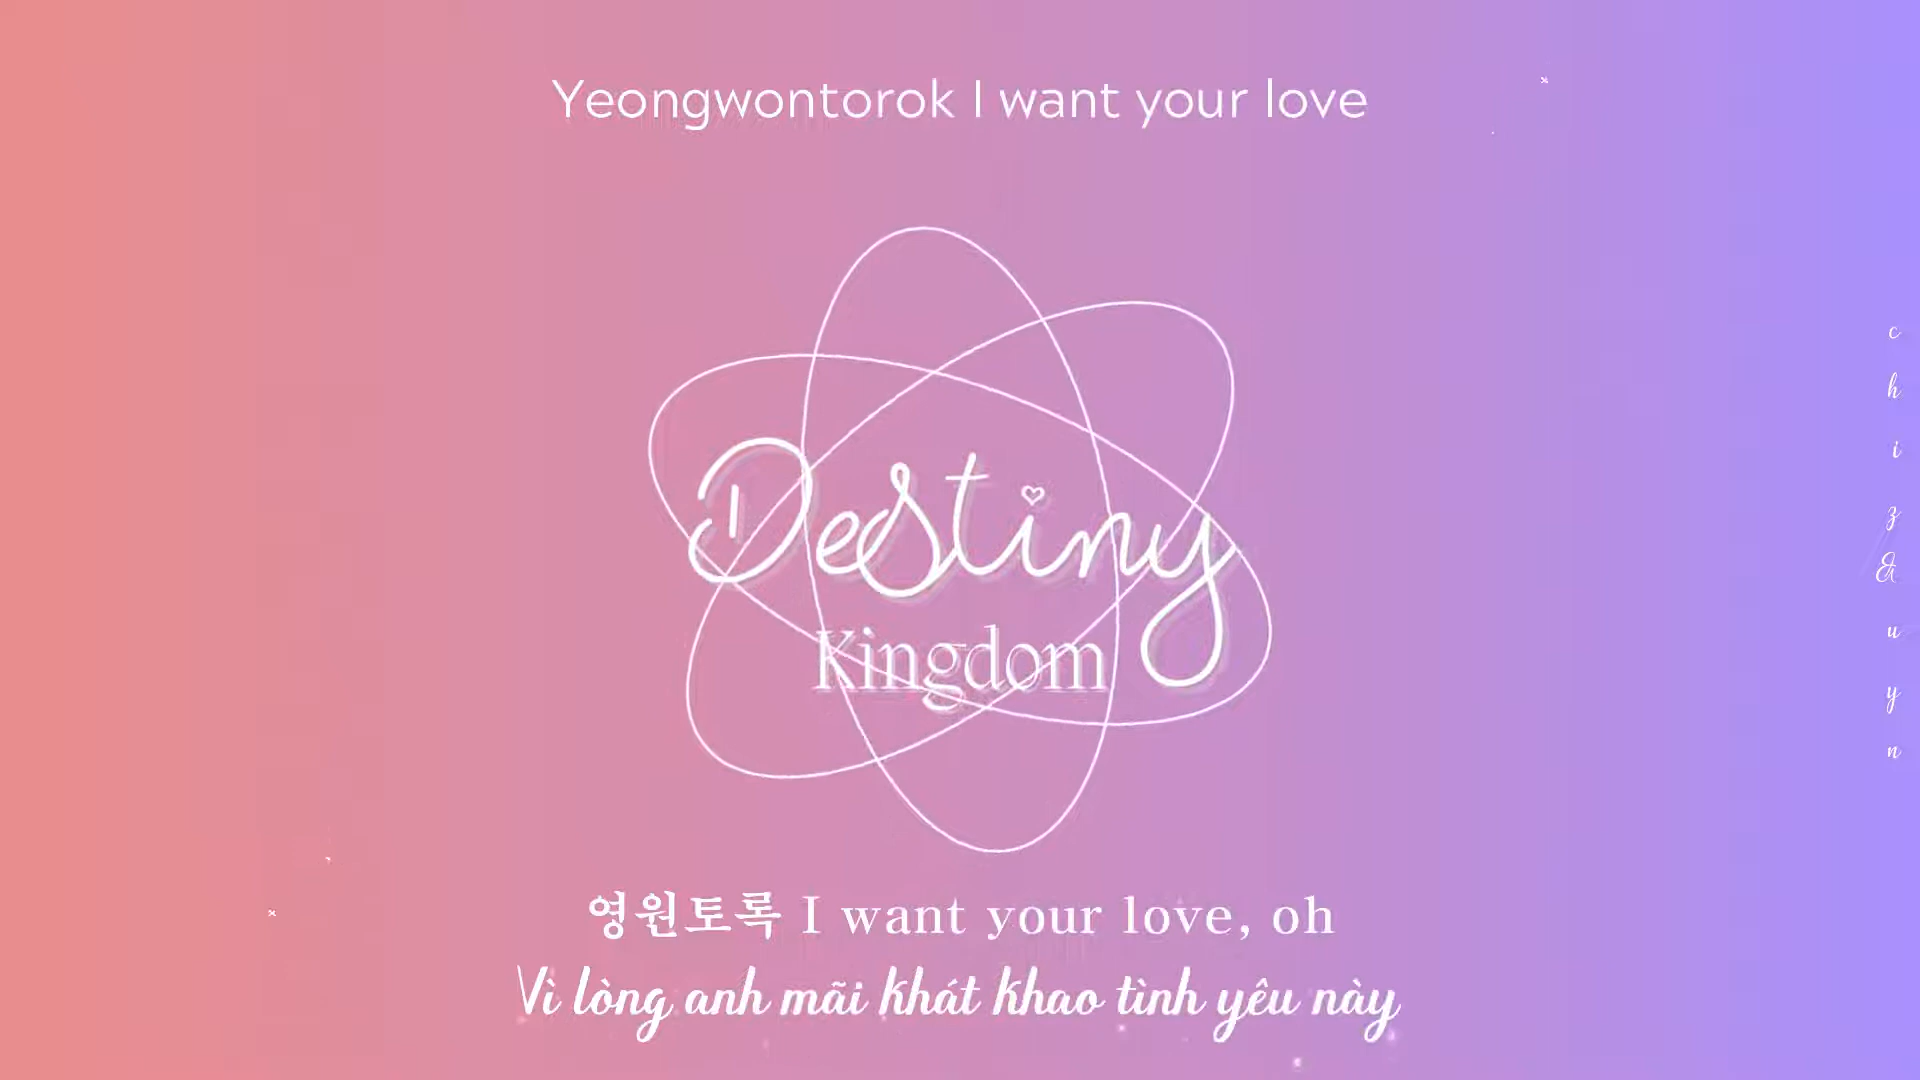 Yeongwontorok I want your love
Destiny
Kingdom
chiz&uyn
영원토록 I want your love, oh
Vì lòng anh mãi khát khao tình yêu này